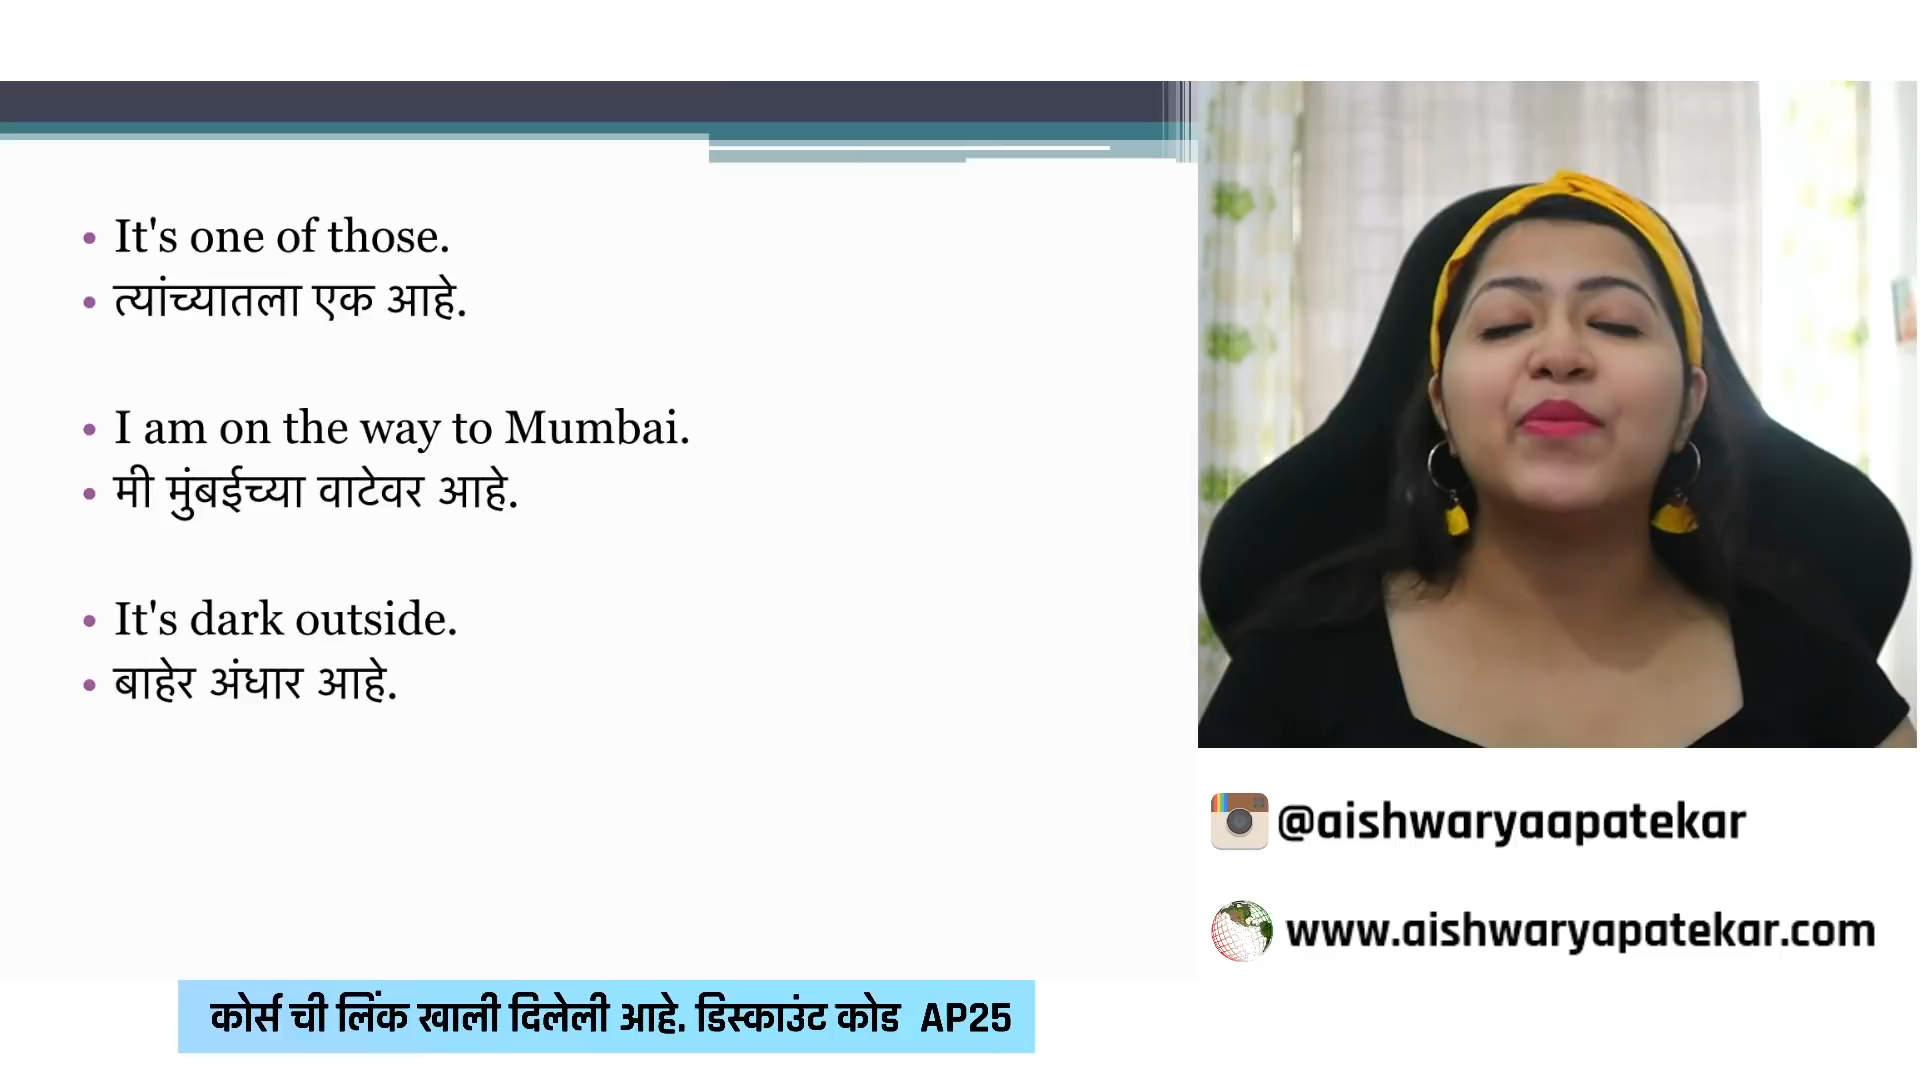 It's one of those.
त्यांच्यातला एक आहे.
I am on the way to Mumbai.
मी मुंबईच्या वाटेवर आहे.
It's dark outside.
बाहेर अंधार आहे.
@aishwaryaapatekar
www.aishwaryapatekar.com
कोर्स ची लिंक खाली दिलेली आहे. डिस्काउंट कोड AP25